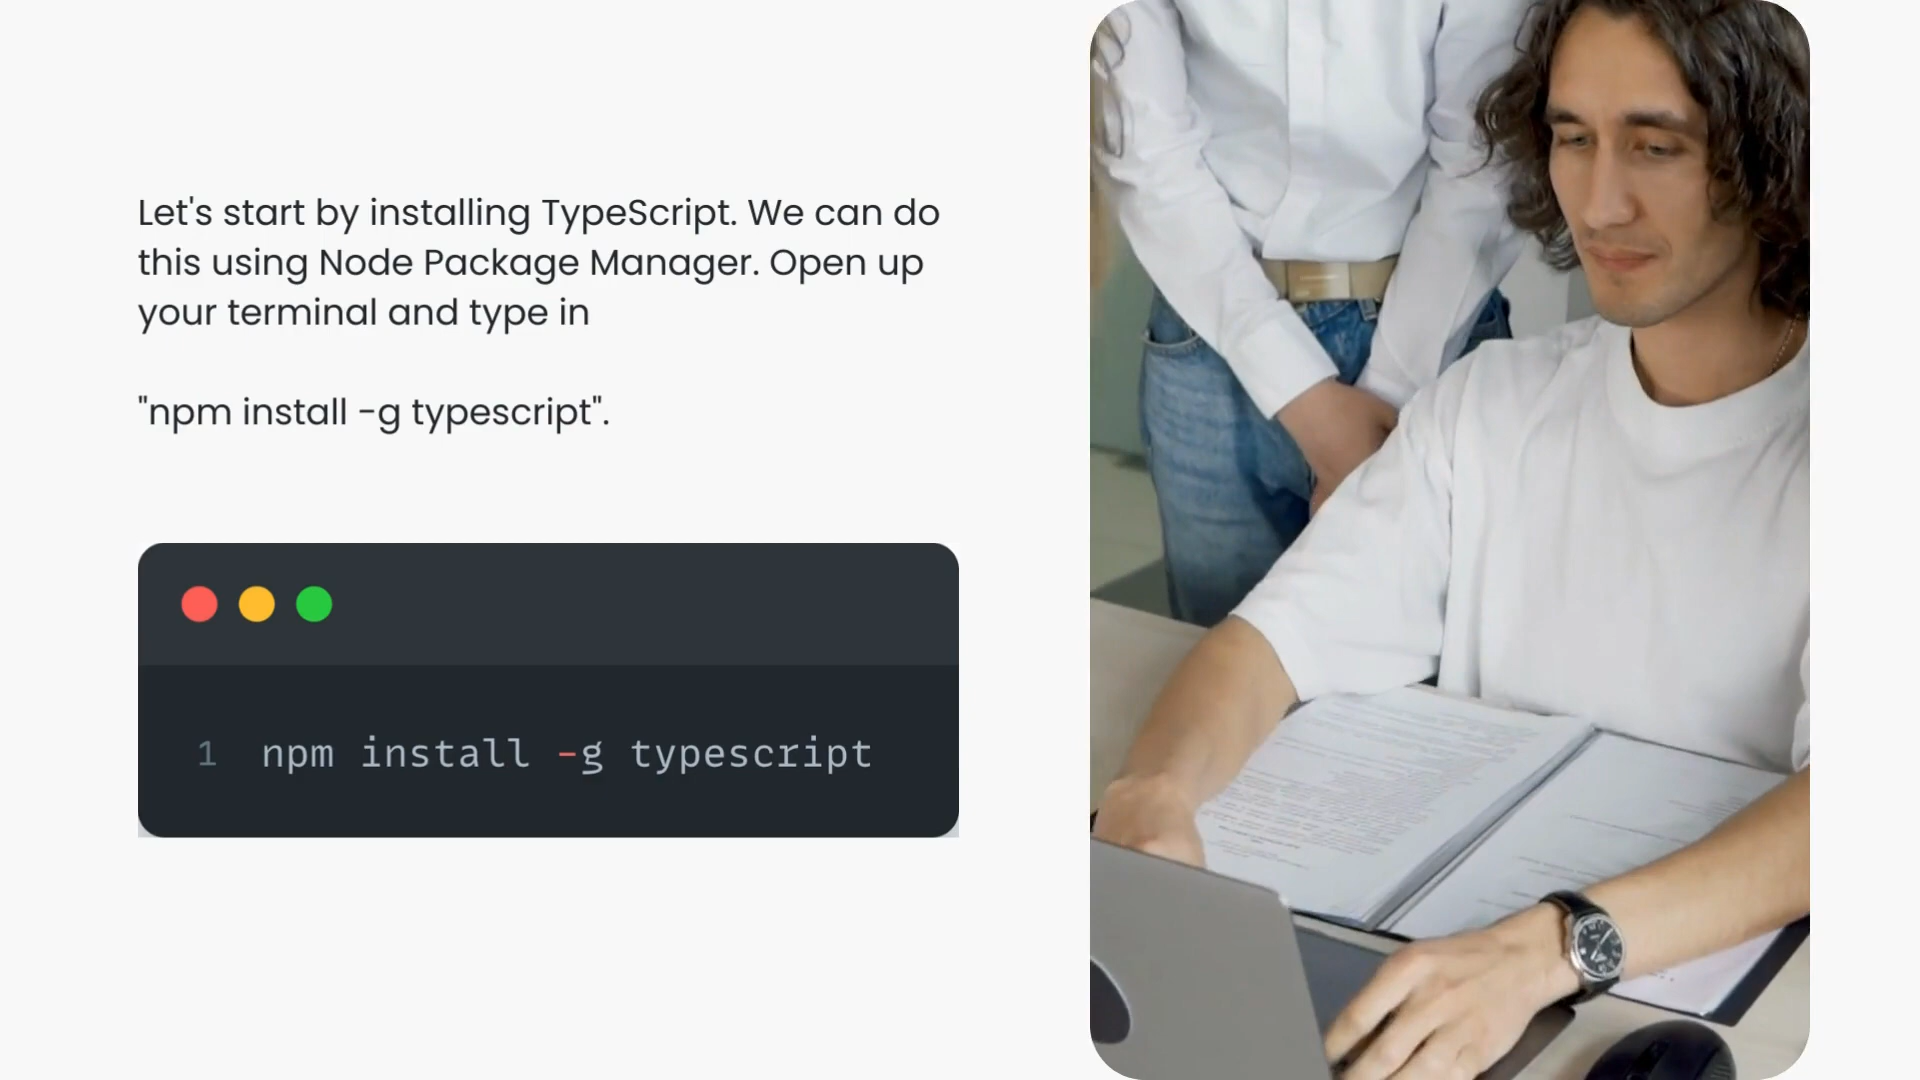 Let's start by installing TypeScript. We can do
this using Node Package Manager. Open up
your terminal and type in
"npm install -g typescript".
1 npm install -g typescript